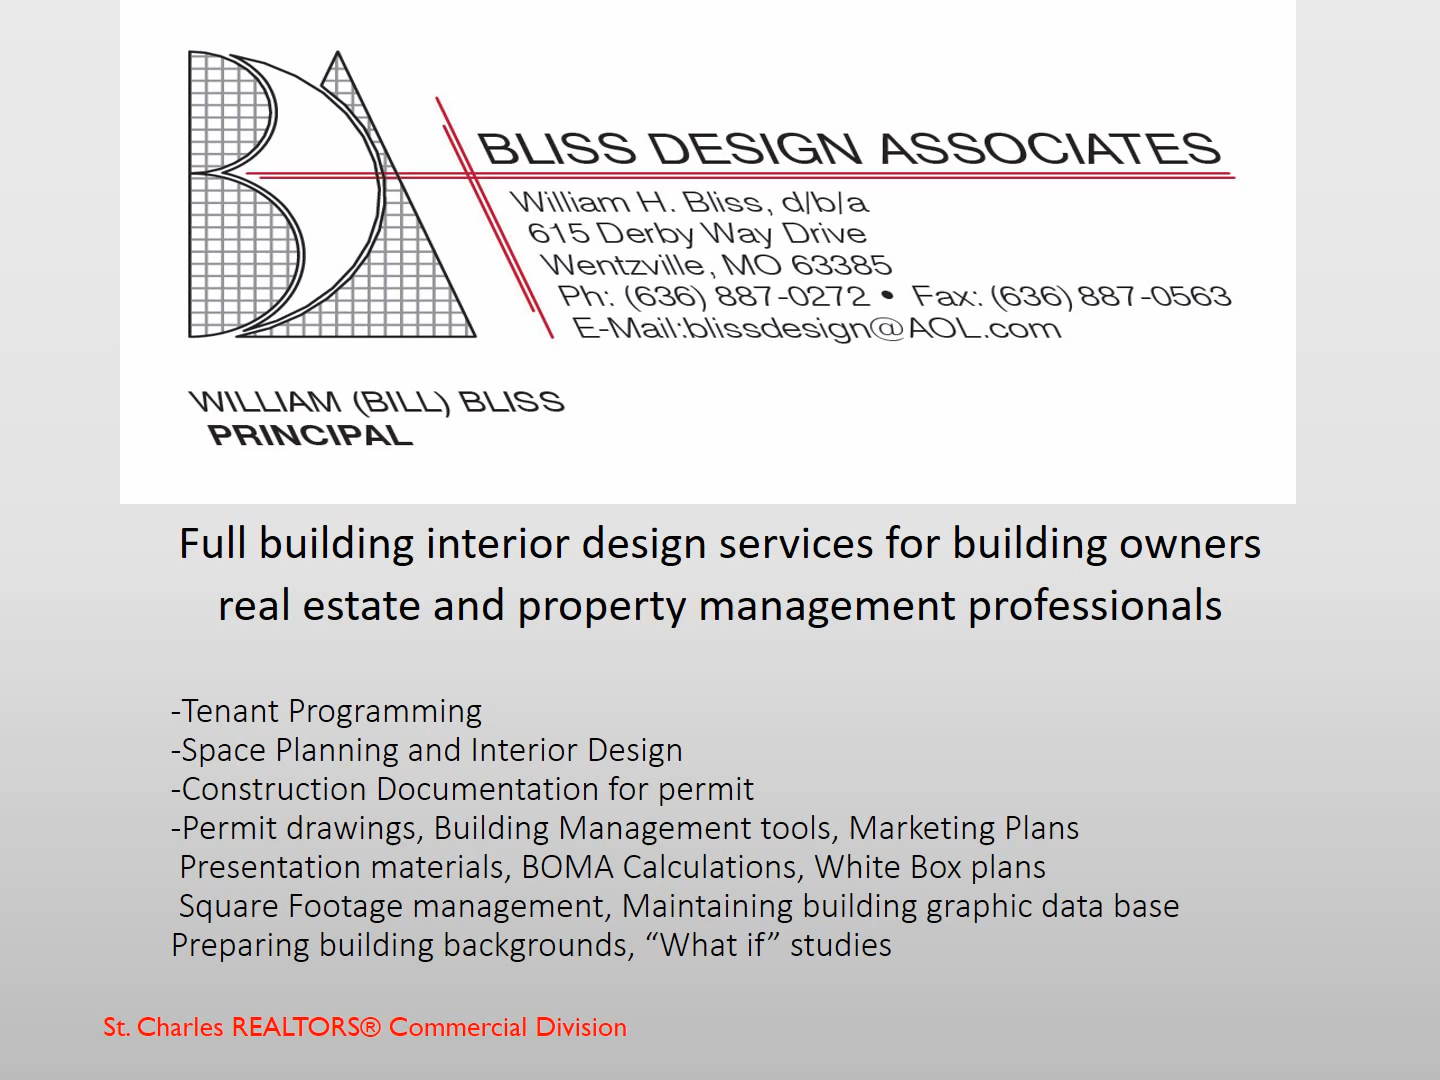 BLISS DESIGN ASSOCIATES
William H. Bliss, d/b/a
615 Derby Way Drive
Wentzville, MO 63385
Ph: (636) 887-0272 • Fax: (636) 887-0563
E-Mail:blissdesign@AOL.com
WILLIAM (BILL) BLISS
PRINCIPAL
Full building interior design services for building owners
real estate and property management professionals
-Tenant Programming
-Space Planning and Interior Design
-Construction Documentation for permit
-Permit drawings, Building Management tools, Marketing Plans
Presentation materials, BOMA Calculations, White Box plans
Square Footage management, Maintaining building graphic data base
Preparing building backgrounds, “What if” studies
St. Charles REALTORS® Commercial Division